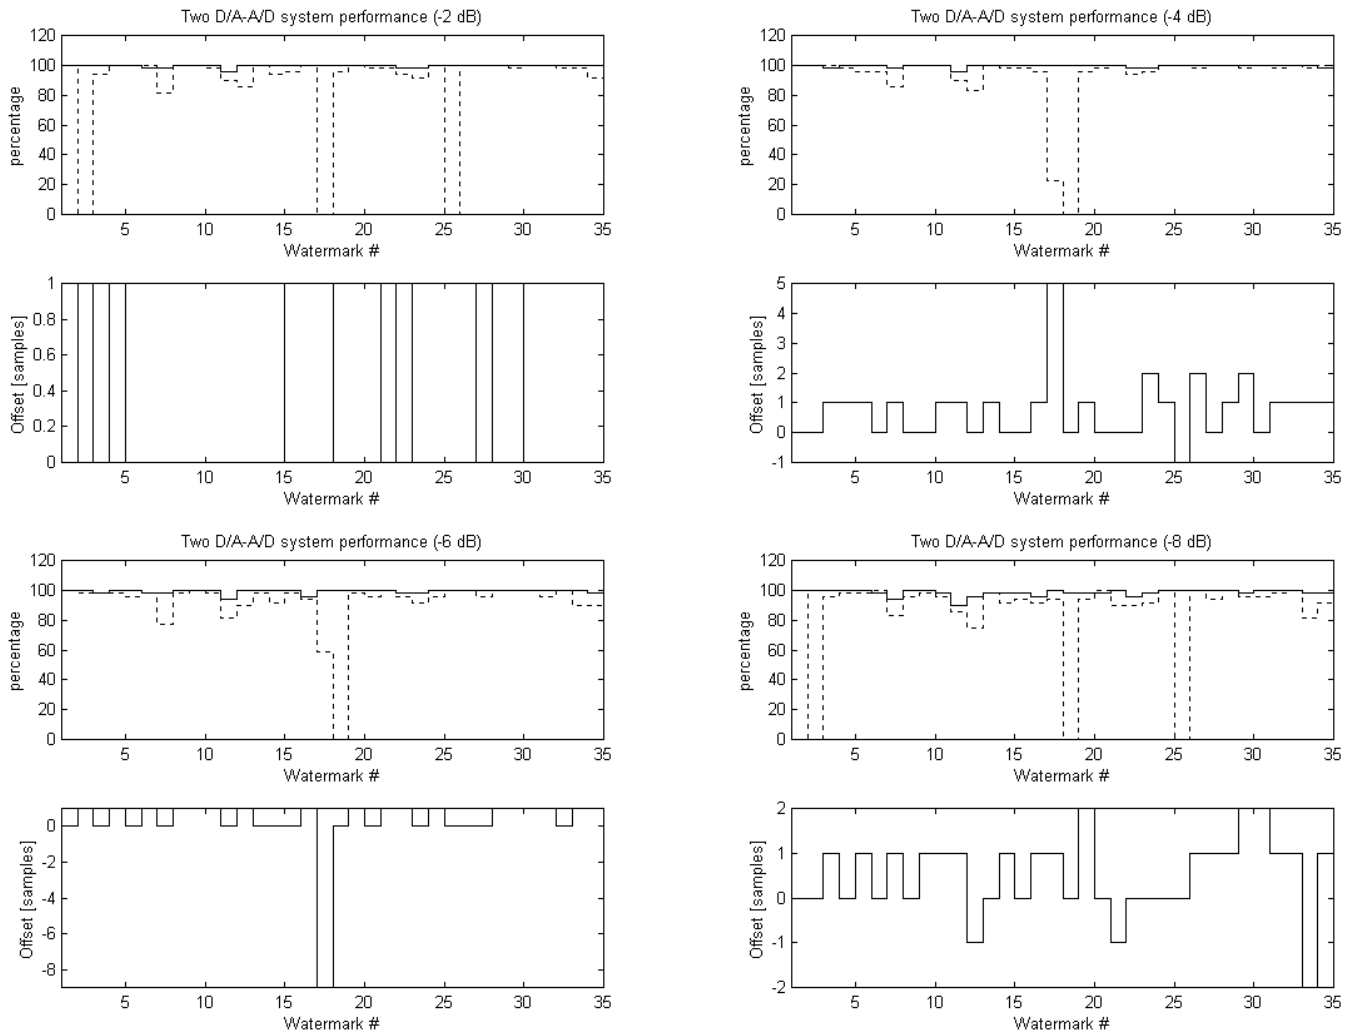 Two D/A-A/D system performance (-2 dB)
120
100
80
60
40
20
0
percentage
5 10 15 20 25 30 35
Watermark #
1
0.8
0.6
0.4
0.2
0
Offset [samples]
5 10 15 20 25 30 35
Watermark #
Two D/A-A/D system performance (-4 dB)
120
100
80
60
40
20
0
percentage
5 10 15 20 25 30 35
Watermark #
5
4
3
2
1
0
-1
Offset [samples]
5 10 15 20 25 30 35
Watermark #
Two D/A-A/D system performance (-6 dB)
120
100
80
60
40
20
0
percentage
5 10 15 20 25 30 35
Watermark #
0
-2
-4
-6
-8
Offset [samples]
5 10 15 20 25 30 35
Watermark #
Two D/A-A/D system performance (-8 dB)
120
100
80
60
40
20
0
percentage
5 10 15 20 25 30 35
Watermark #
2
1
0
-1
-2
Offset [samples]
5 10 15 20 25 30 35
Watermark #